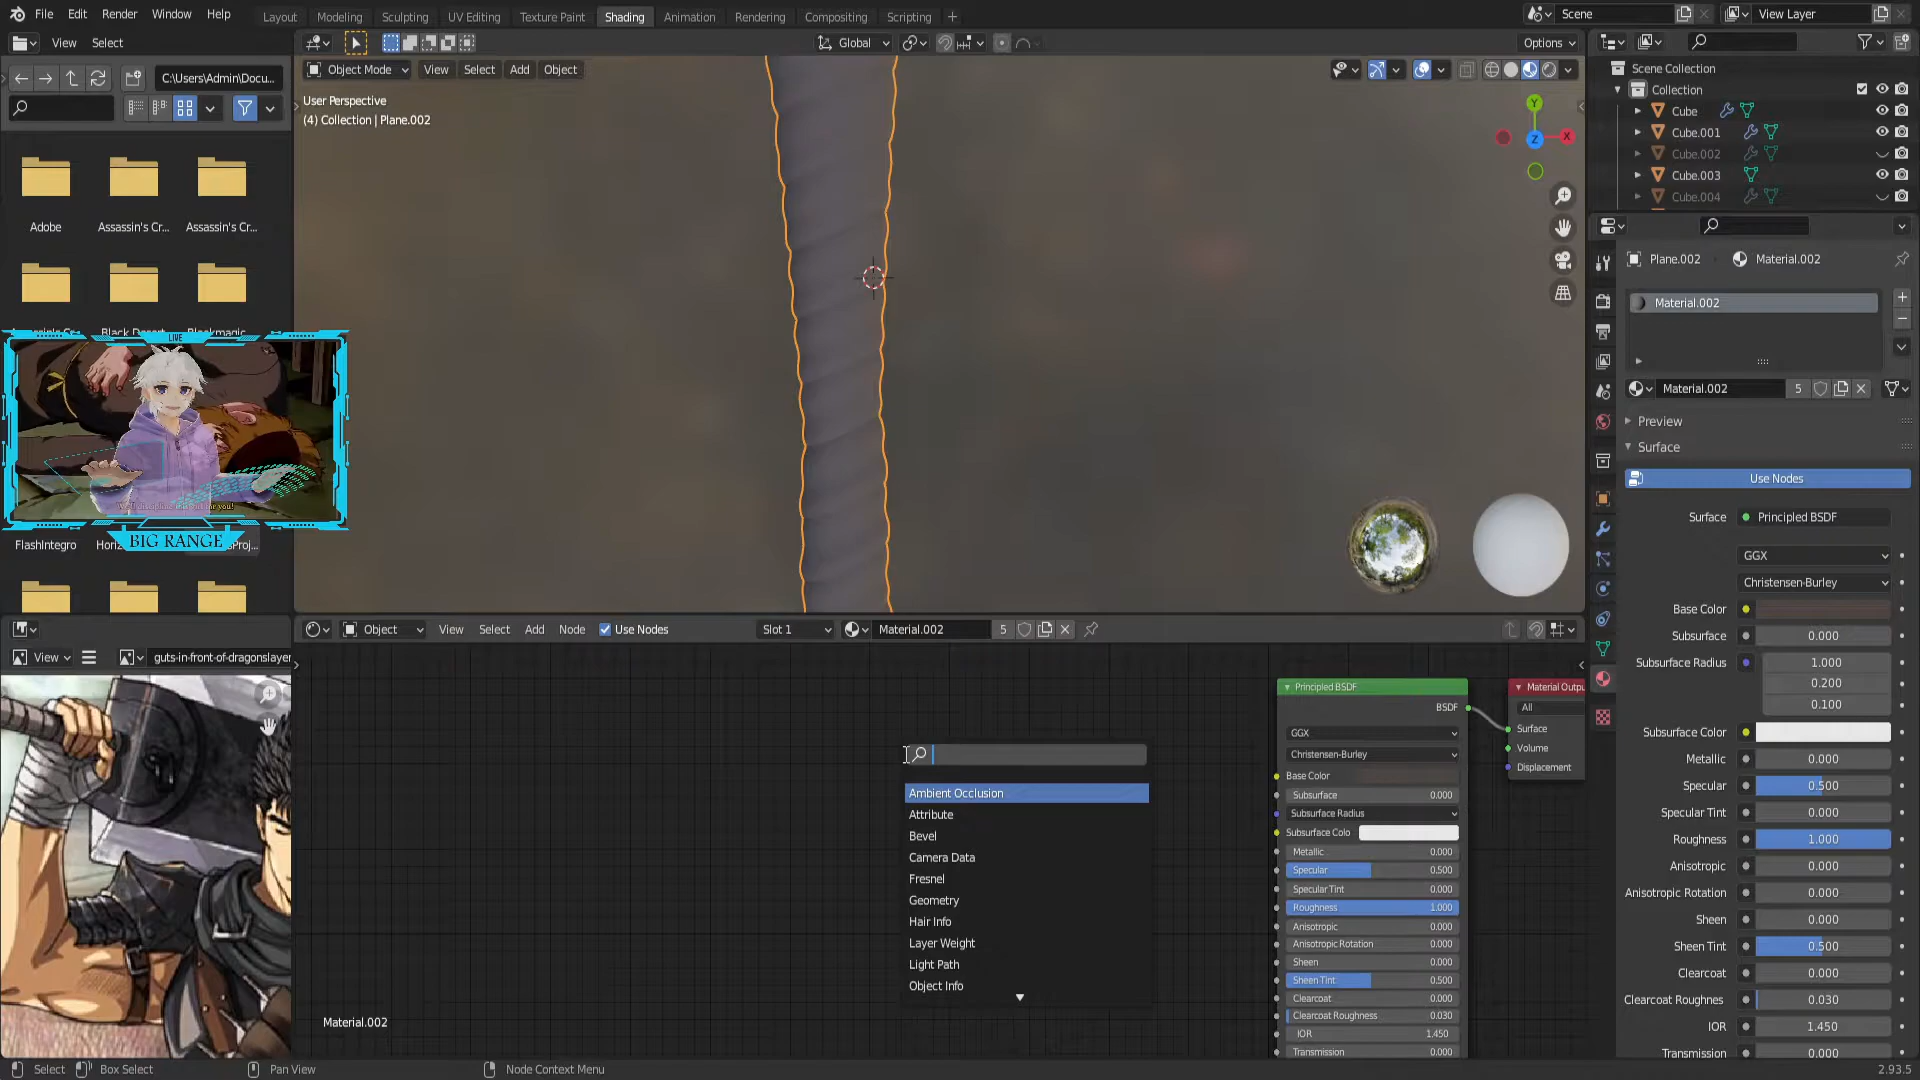 File Edit Render Window Help
Layout Modeling Sculpting UV Editing Texture Paint Shading Animation Rendering Compositing Scripting
Scene
View Layer
View Select
Global
Options
C:\Users\Admin\Docu...
Object Mode View Select Add Object
User Perspective
(4) Collection | Plane.002
Y
Z
X
Adobe
Assassin's Cr...
Assassin's Cr...
LIVE
BIG RANGE
FlashIntegro
Scene Collection
Collection
Cube
Cube.001
Cube.002
Cube.003
Cube.004
Plane.002
Material.002
Material.002
Material.002
5
Preview
Surface
Use Nodes
Surface Principled BSDF
GGX
Christensen-Burley
Base Color
Subsurface 0.000
Subsurface Radius 1.000
0.200
0.100
Subsurface Color
Metallic 0.000
Specular 0.500
Specular Tint 0.000
Roughness 1.000
Anisotropic 0.000
Anisotropic Rotation 0.000
Sheen 0.000
Sheen Tint 0.500
Clearcoat 0.000
Clearcoat Roughnes 0.030
IOR 1.450
Transmission 0.000
View
guts-in-front-of-dragonslayer
Object View Select Add Node Use Nodes
Slot 1
Material.002
5
Ambient Occlusion
Attribute
Bevel
Camera Data
Fresnel
Geometry
Hair Info
Layer Weight
Light Path
Object Info
Principled BSDF
BSDF
GGX
Christensen-Burley
Base Color
Subsurface 0.000
Subsurface Radius
Subsurface Colo
Metallic 0.000
Specular 0.500
Specular Tint 0.000
Roughness 1.000
Anisotropic 0.000
Anisotropic Rotation 0.000
Sheen 0.000
Sheen Tint 0.500
Clearcoat 0.000
Clearcoat Roughness 0.030
IOR 1.450
Transmission 0.000
Material Outpu
All
Surface
Volume
Displacement
Material.002
Select
Box Select
Pan View
Node Context Menu
2.93.5